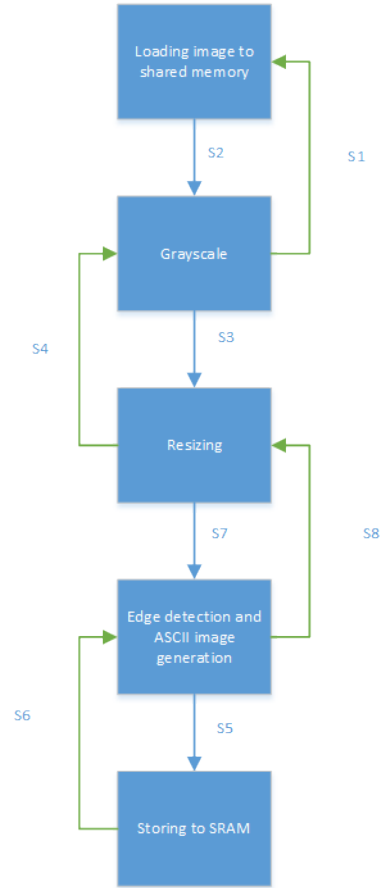 Loading image to
shared memory
S2
S1
Grayscale
S4
S3
Resizing
S7
S8
Edge detection and
ASCII image
generation
S6
S5
Storing to SRAM